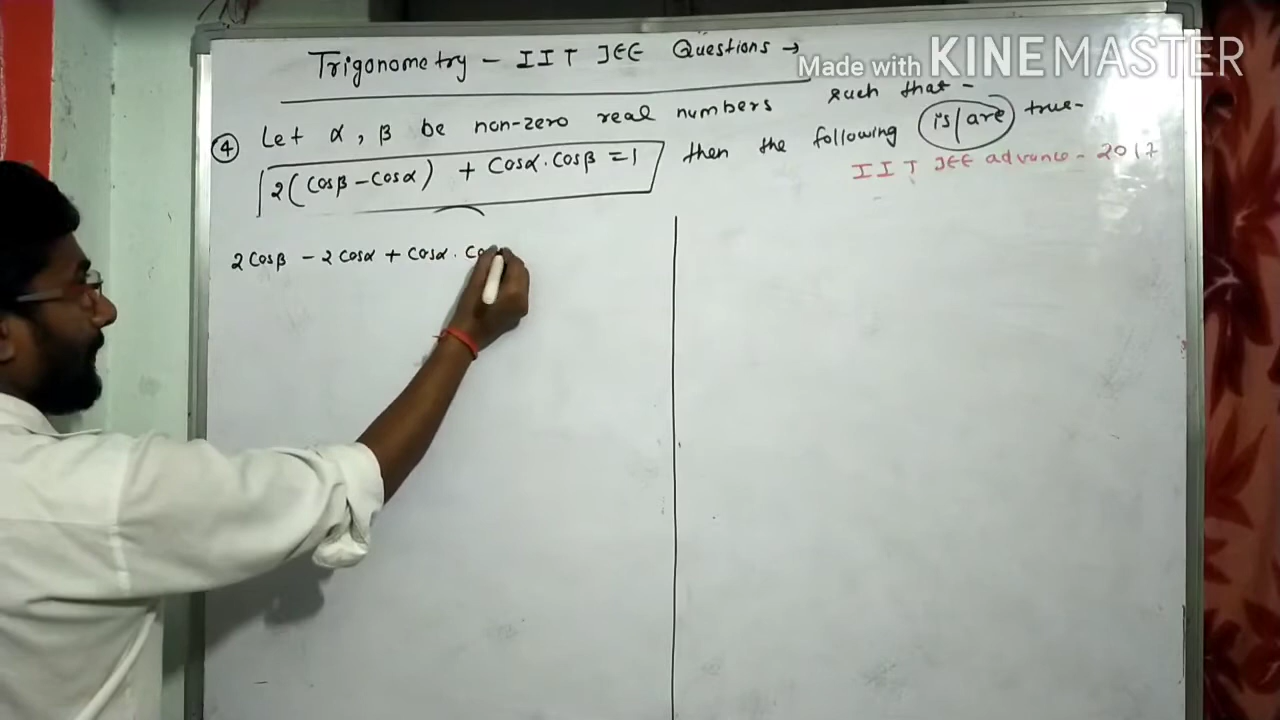 Trigonometry - IIT JEE Questions →
Made with KINEMASTER
④ Let α, β be non-zero real numbers such that -
2(Cosβ - Cosα) + Cosα.Cosβ = 1 then the following is/are true-
IIT JEE advance - 2017
2Cosβ - 2Cosα + Cosα.